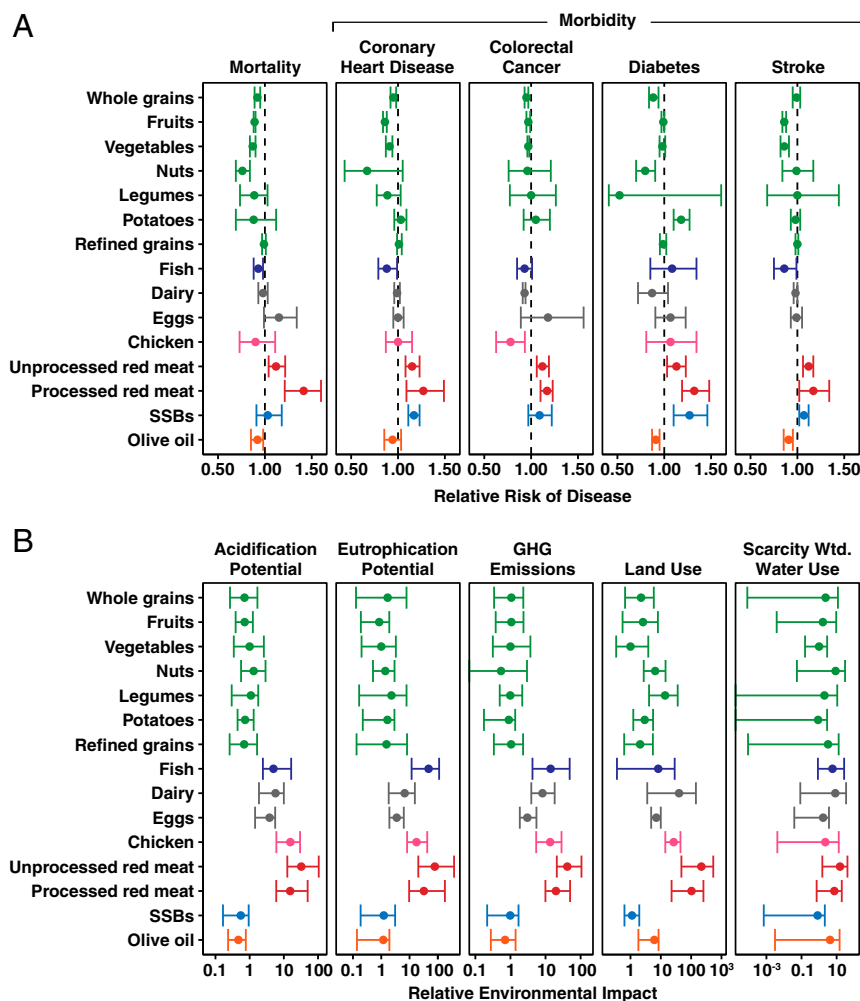 A
Morbidity
Mortality
Coronary
Heart Disease
Colorectal
Cancer
Diabetes
Stroke
Whole grains
Fruits
Vegetables
Nuts
Legumes
Potatoes
Refined grains
Fish
Dairy
Eggs
Chicken
Unprocessed red meat
Processed red meat
SSBs
Olive oil
0.50 1.00 1.50 0.50 1.00 1.50 0.50 1.00 1.50 0.50 1.00 1.50 0.50 1.00 1.50
Relative Risk of Disease
B
Acidification
Potential
Eutrophication
Potential
GHG
Emissions
Land Use
Scarcity Wtd.
Water Use
Whole grains
Fruits
Vegetables
Nuts
Legumes
Potatoes
Refined grains
Fish
Dairy
Eggs
Chicken
Unprocessed red meat
Processed red meat
SSBs
Olive oil
0.1 1 10 100 0.1 1 10 100 0.1 1 10 100 1 10 100 10³ 10⁻³ 0.1 10
Relative Environmental Impact